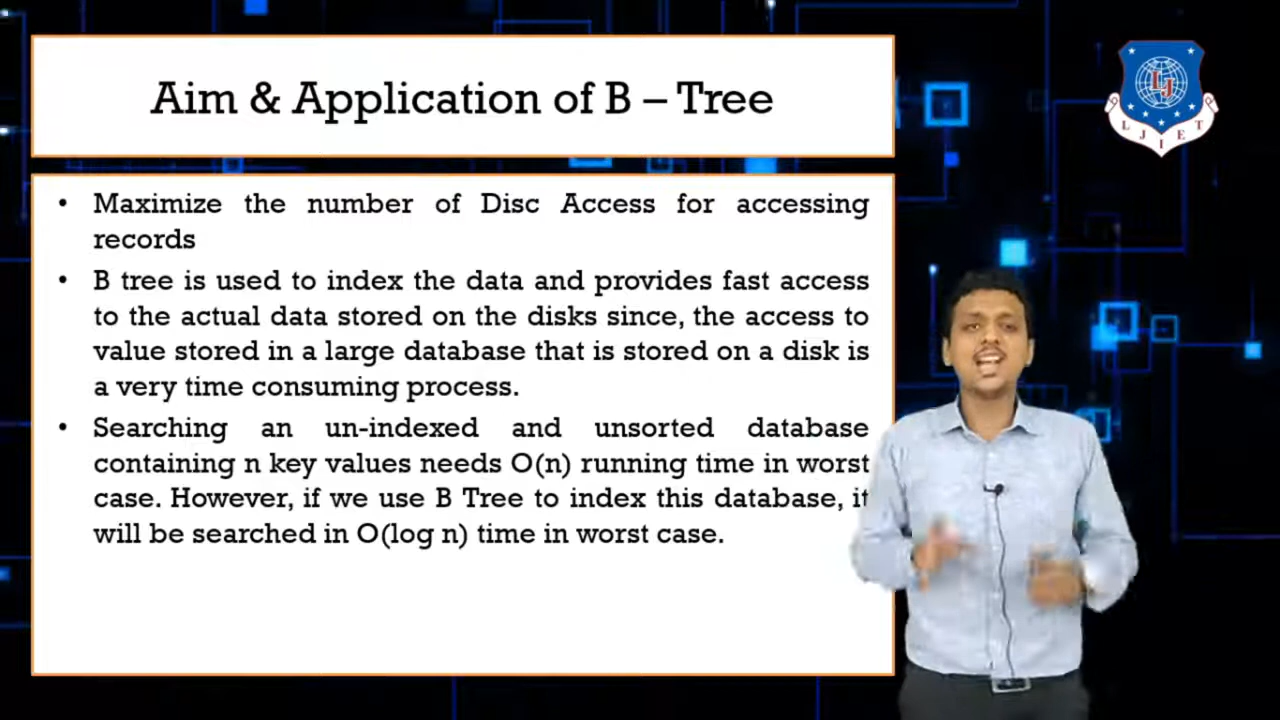 Aim & Application of B – Tree
• Maximize the number of Disc Access for accessing
records
• B tree is used to index the data and provides fast access
to the actual data stored on the disks since, the access to
value stored in a large database that is stored on a disk is
a very time consuming process.
• Searching an un-indexed and unsorted database
containing n key values needs O(n) running time in worst
case. However, if we use B Tree to index this database, it
will be searched in O(log n) time in worst case.
LJ
LJIET